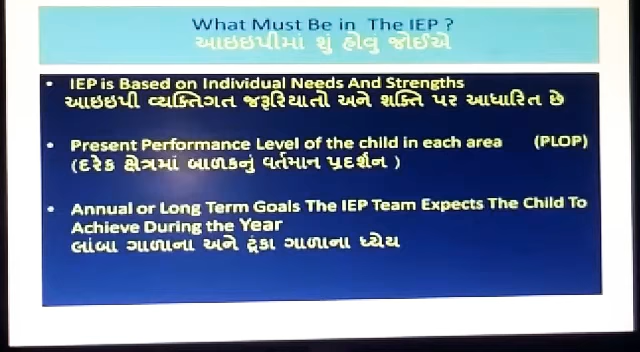 What Must Be in The IEP ?
આઇઇપીમાં શું હોવું જોઈએ
• IEP is Based on Individual Needs And Strengths
આઇઇપી વ્યક્તિગત જરૂરિયાતો અને શક્તિ પર આધારિત છે
• Present Performance Level of the child in each area (PLOP)
(દરેક ક્ષેત્રમાં બાળકનું વર્તમાન પ્રદર્શન )
• Annual or Long Term Goals The IEP Team Expects The Child To
Achieve During the Year
લાંબા ગાળાના અને ટૂંકા ગાળાના ધ્યેય